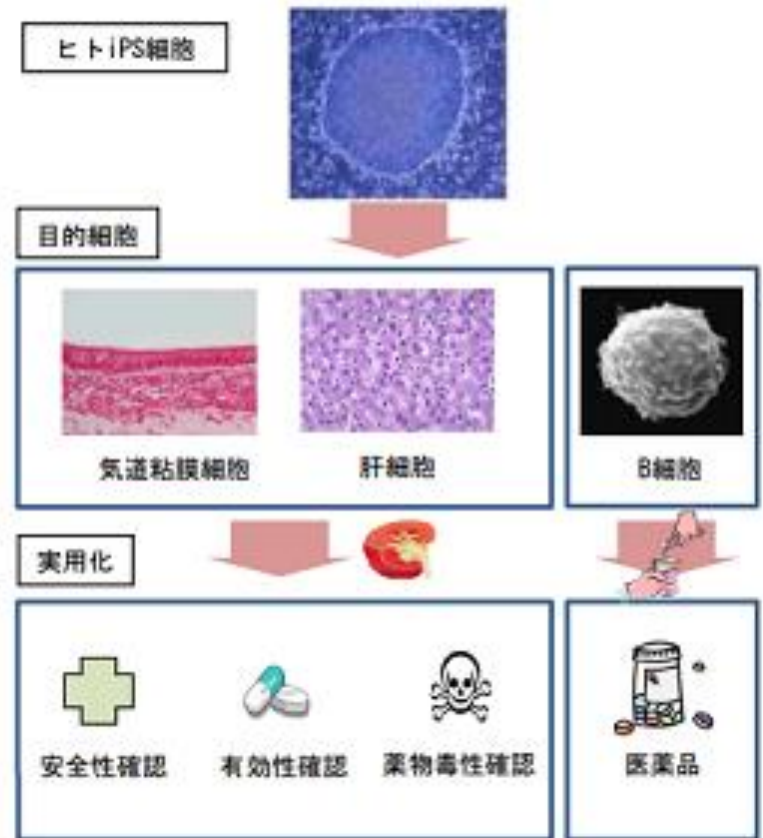 ヒトiPS細胞
目的細胞
気道粘膜細胞
肝細胞
B細胞
実用化
安全性確認
有効性確認
薬物毒性確認
医薬品